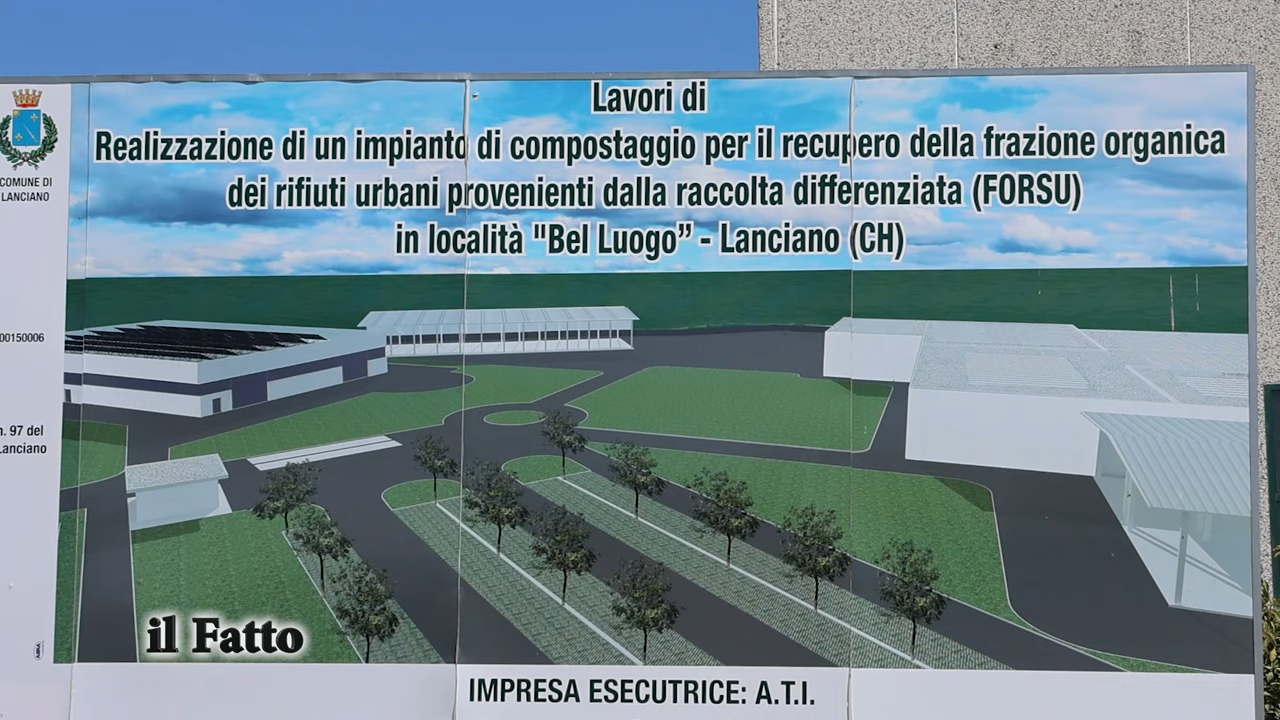 Lavori di
Realizzazione di un impianto di compostaggio per il recupero della frazione organica
dei rifiuti urbani provenienti dalla raccolta differenziata (FORSU)
in località "Bel Luogo” - Lanciano (CH)
COMUNE DI
LANCIANO
00150006
n. 97 del
Lanciano
il Fatto
IMPRESA ESECUTRICE: A.T.I.